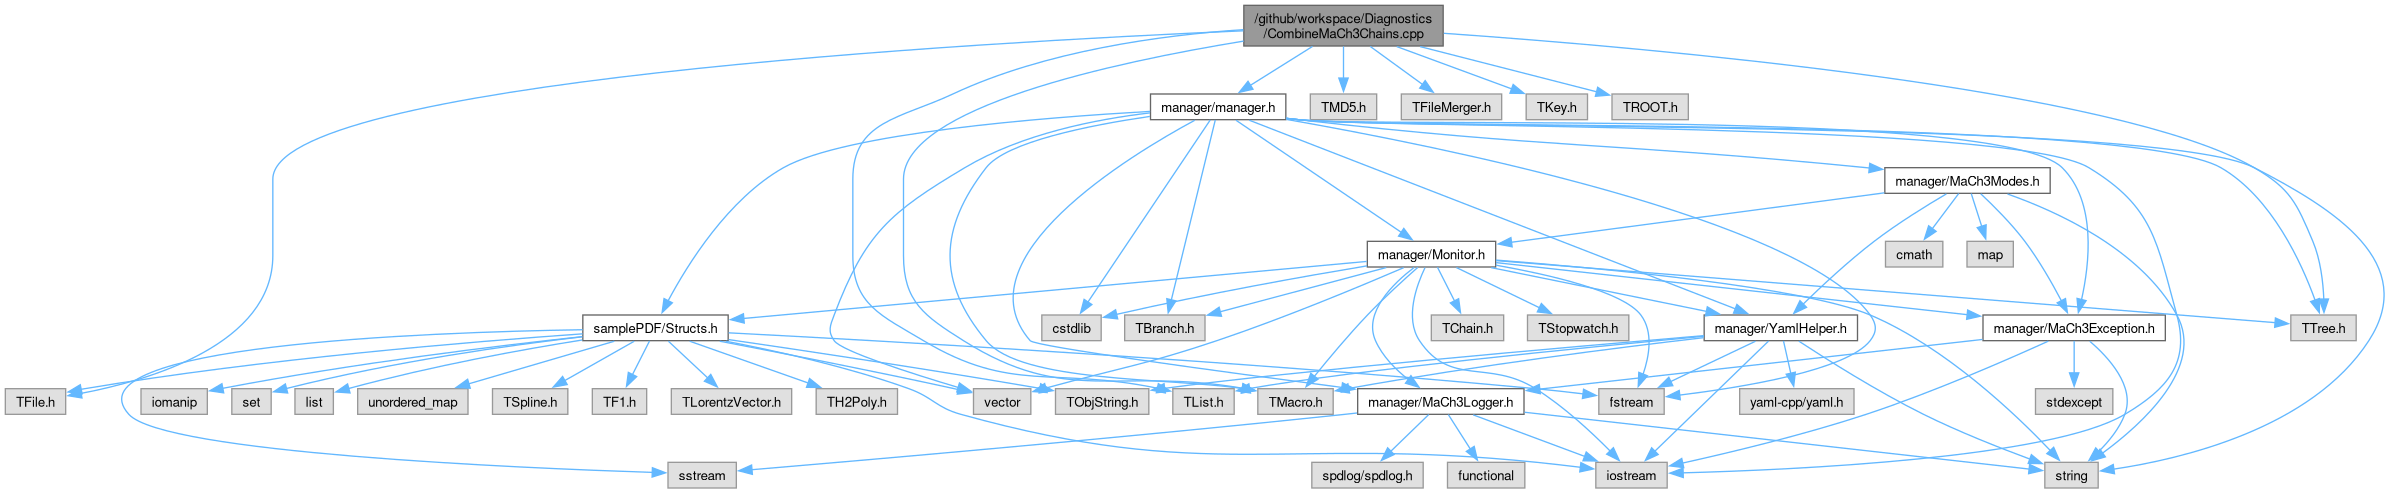 /github/workspace/Diagnostics
/CombineMaCh3Chains.cpp
manager/manager.h
TMD5.h
TFileMerger.h
TKey.h
TROOT.h
manager/MaCh3Modes.h
manager/Monitor.h
cmath
map
samplePDF/Structs.h
cstdlib
TBranch.h
TChain.h
TStopwatch.h
manager/YamlHelper.h
manager/MaCh3Exception.h
TTree.h
TFile.h
iomanip
set
list
unordered_map
TSpline.h
TF1.h
TLorentzVector.h
TH2Poly.h
vector
TObjString.h
TList.h
TMacro.h
manager/MaCh3Logger.h
fstream
yaml-cpp/yaml.h
stdexcept
sstream
spdlog/spdlog.h
functional
iostream
string